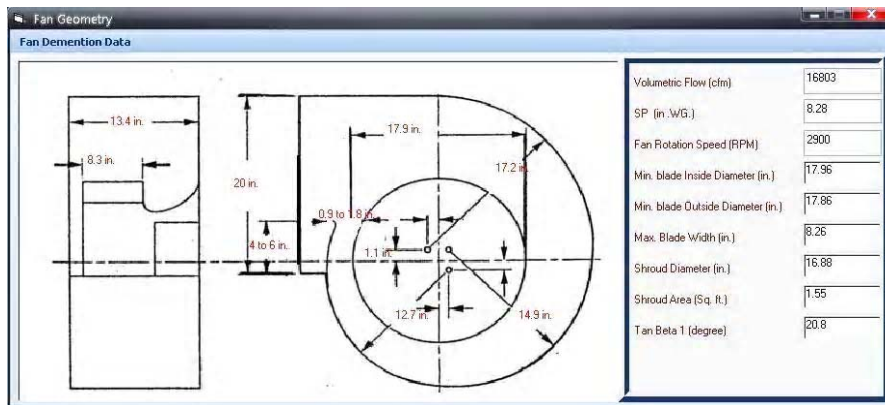 Fan Geometry
Fan Demention Data
13.4 in.
8.3 in.
20 in.
17.9 in.
17.2 in.
0.9 to 1.8 in.
4 to 6 in.
1.1 in.
12.7 in.
14.9 in.
Volumetric Flow (cfm) 16803
SP (in .WG.) 8.28
Fan Rotation Speed (RPM) 2900
Min. blade Inside Diameter (in.) 17.96
Min. blade Outside Diameter (in.) 17.86
Max. Blade Width (in.) 8.26
Shroud Diameter (in.) 16.88
Shroud Area (Sq. ft.) 1.55
Tan Beta 1 (degree) 20.8